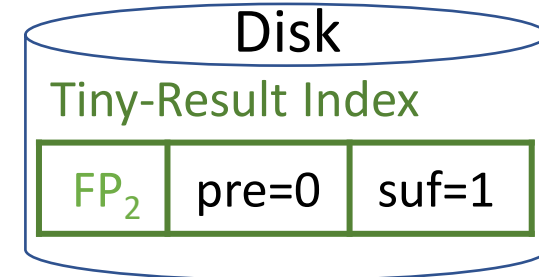 Disk
Tiny-Result Index
FP₂ pre=0 suf=1